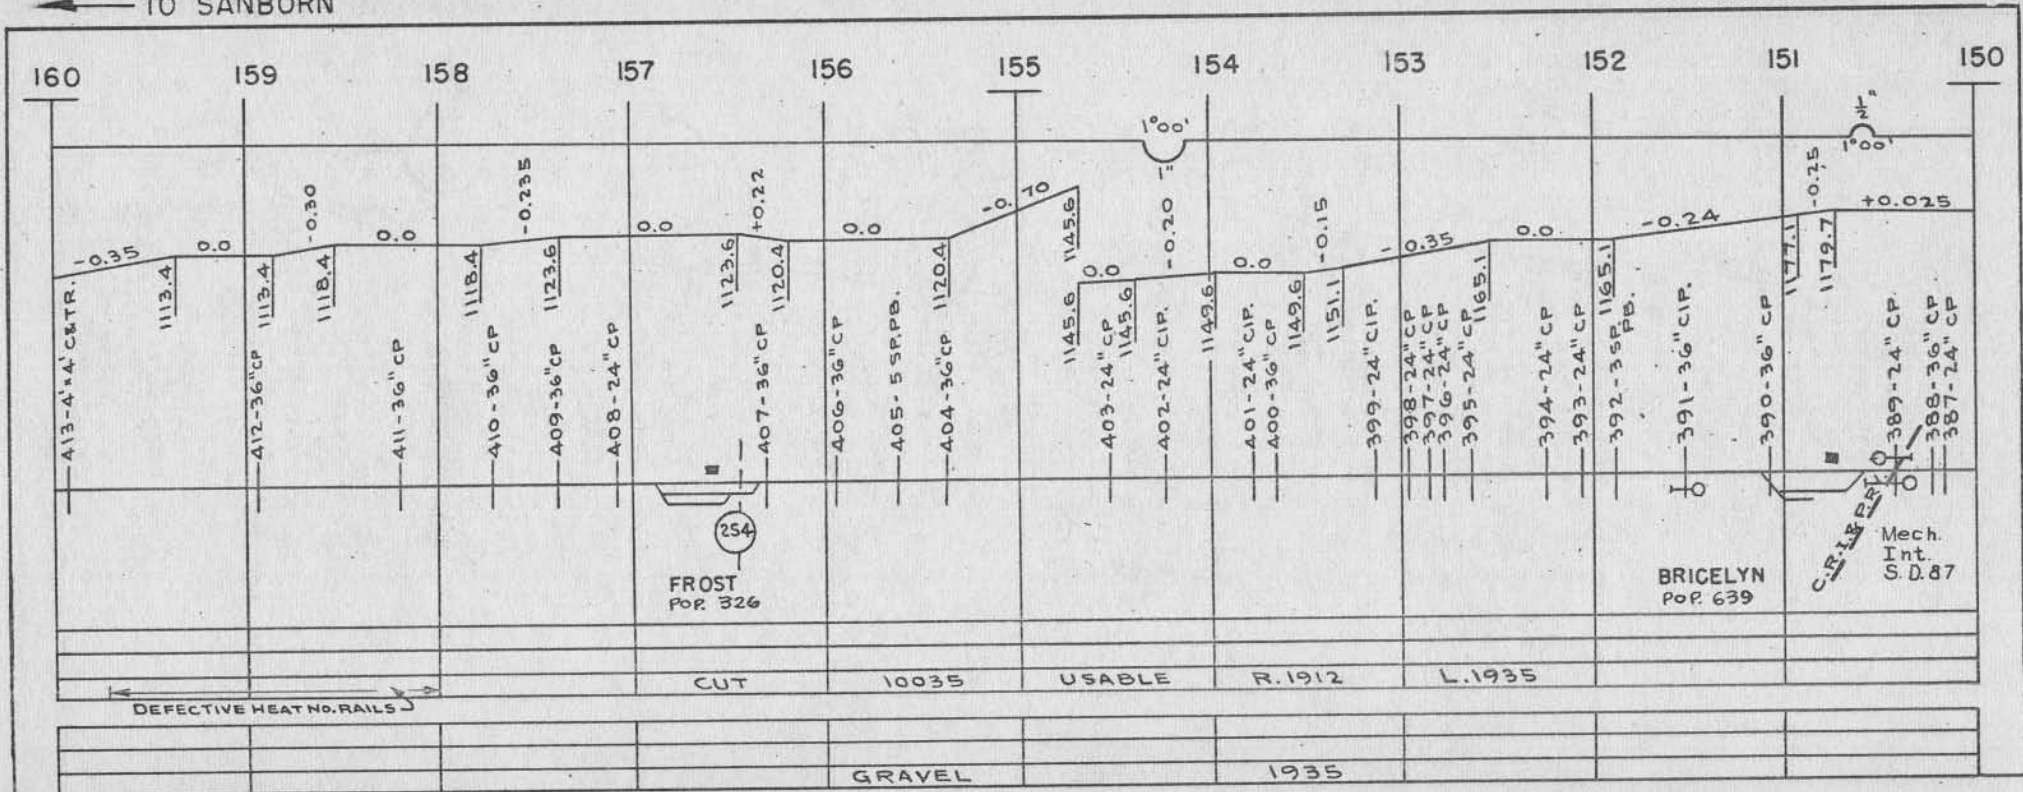 TO SANBORN
160 159 158 157 156 155 154 153 152 151 150
1°00'
1/2"
1°00'
-0.35
0.0
-0.30
0.0
-0.235
0.0
+0.22
0.0
-0.70
0.0
-0.20
0.0
-0.15
-0.35
0.0
-0.24
-0.25
+0.025
1113.4
1113.4
1118.4
1118.4
1123.6
1123.6
1120.4
1120.4
1145.6
1145.6
1145.6
1149.6
1149.6
1151.1
1165.1
1165.1
1177.1
1179.7
413-4'x4' C&TR.
412-36"CP
411-36"CP
410-36"CP
409-36"CP
408-24"CP
407-36"CP
406-36"CP
405-5 SP.PB.
404-36"CP
403-24"CP
402-24"CIP.
401-24"CIP.
400-36"CP
399-24"CIP.
398-24"CP
397-24"CP
396-24"CP
395-24"CP
394-24"CP
393-24"CP
392-3 SP.
PB.
391-36"CIP.
390-36"CP
389-24"CP
388-36"CP
387-24"CP
254
FROST
POP. 326
BRICELYN
POP. 639
C.R.I.&P.RY.
Mech.
Int.
S.D.87
CUT 10035 USABLE R.1912 L.1935
DEFECTIVE HEAT NO. RAILS
GRAVEL 1935